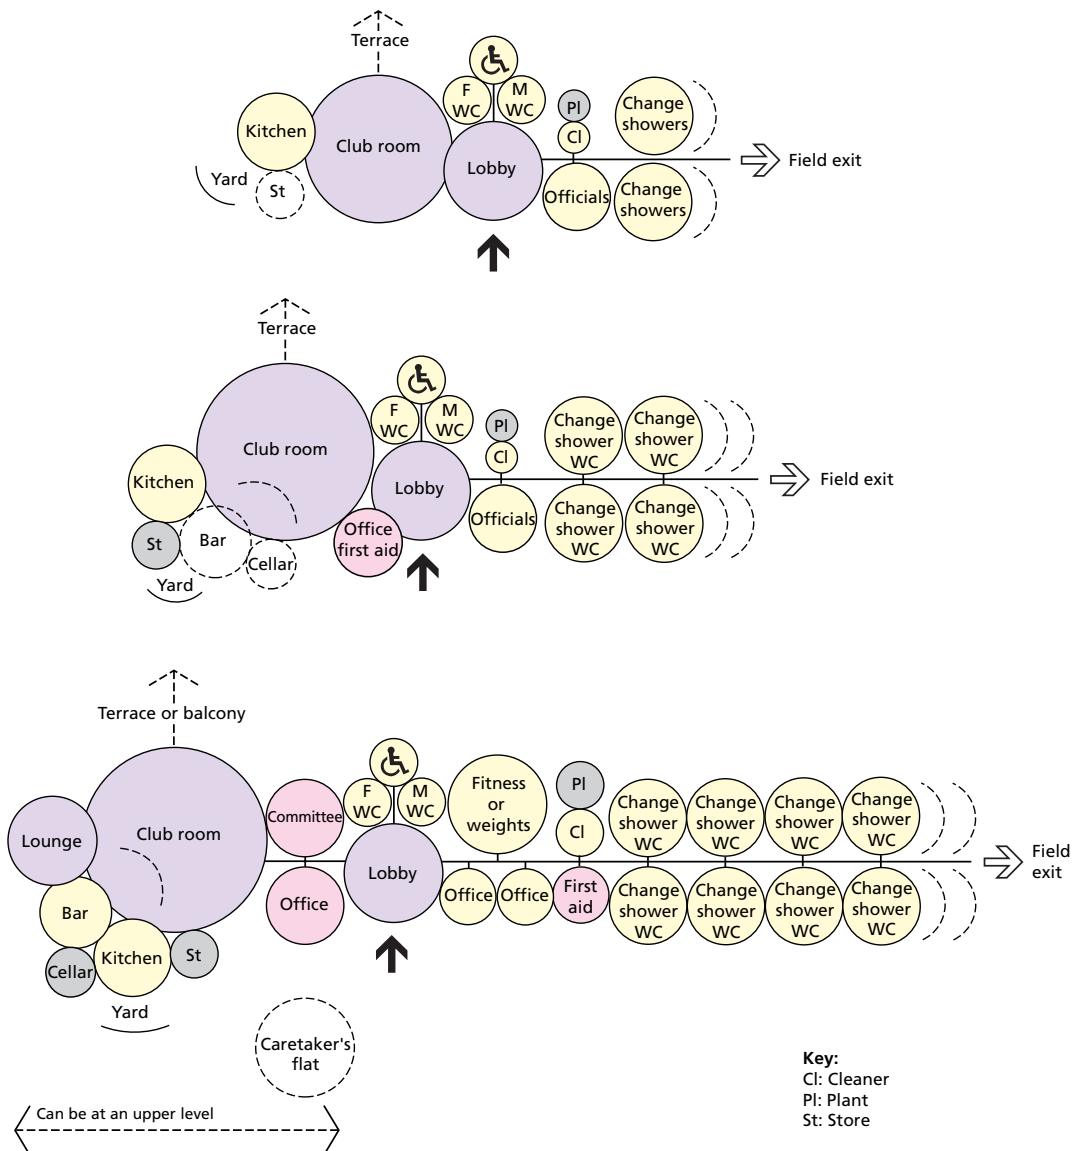 Terrace
F
WC
M
WC
Kitchen
Club room
Lobby
Pl
Cl
Change
showers
Field exit
Yard
St
Officials
Change
showers
Terrace
F
WC
M
WC
Club room
Kitchen
Lobby
Pl
Cl
Change
shower
WC
Change
shower
WC
Field exit
St
Bar
Cellar
Yard
Office
first aid
Officials
Change
shower
WC
Change
shower
WC
Terrace or balcony
Lounge
Club room
Committee
F
WC
M
WC
Lobby
Fitness
or
weights
Pl
Cl
Change
shower
WC
Change
shower
WC
Change
shower
WC
Change
shower
WC
Field
exit
Bar
Cellar
Kitchen
St
Yard
Office
Office
Office
First
aid
Change
shower
WC
Change
shower
WC
Change
shower
WC
Change
shower
WC
Caretaker's
flat
Can be at an upper level
Key:
Cl: Cleaner
Pl: Plant
St: Store